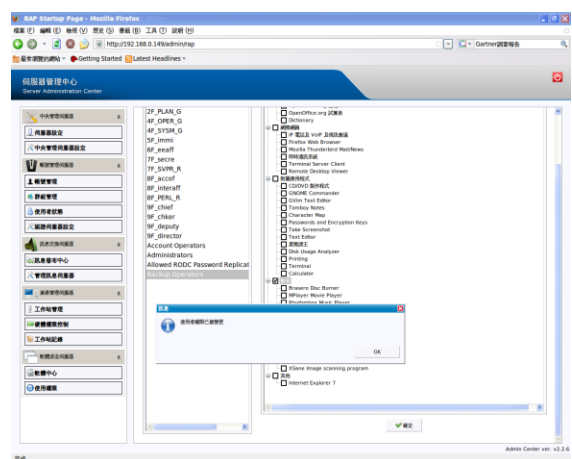 RAP Startup Page - Mozilla Firefox
檔案(F) 編輯(E) 檢視(V) 歷史(S) 書籤(B) 工具(T) 說明(H)
http://192.168.0.149/admin/rap
Gartner調查報告
最常瀏覽的網站 Getting Started Latest Headlines
伺服器管理中心
Server Administration Center
中央管理伺服器
伺服器設定
中央管理伺服器設定
帳號管理伺服器
帳號管理
群組管理
使用者狀態
認證伺服器設定
訊息交換伺服器
訊息發布中心
管理訊息伺服器
資產管理伺服器
工作站管理
硬體權限控制
工作站記錄
軟體派送伺服器
軟體中心
使用權限
2F_PLAN_G
4F_OPER_G
4F_SYSM_G
5F_immi
6F_eeaff
7F_secre
7F_SVPM_R
8F_accof
8F_interaff
8F_PERL_R
9F_chief
9F_chker
9F_deputy
9F_director
Account Operators
Administrators
Allowed RODC Password Replicat
Backup Operators
OpenOffice.org 試算表
Dictionary
網際網路
IP 電話及 VoIP 及視訊會議
Firefox Web Browser
Mozilla Thunderbird Mail/News
即時通訊系統
Terminal Server Client
Remote Desktop Viewer
附屬應用程式
CD/DVD 製作程式
GNOME Commander
GVim Text Editor
Tomboy Notes
Character Map
Passwords and Encryption Keys
Take Screenshot
Text Editor
Disk Usage Analyzer
Printing
Terminal
Calculator
Brasero Disc Burner
MPlayer Movie Player
Rhythmbox Music Player
訊息
使用者權限已被變更
OK
XSane Image scanning program
其他
Internet Explorer 7
確定
Admin Center ver. v2.2.6
完成